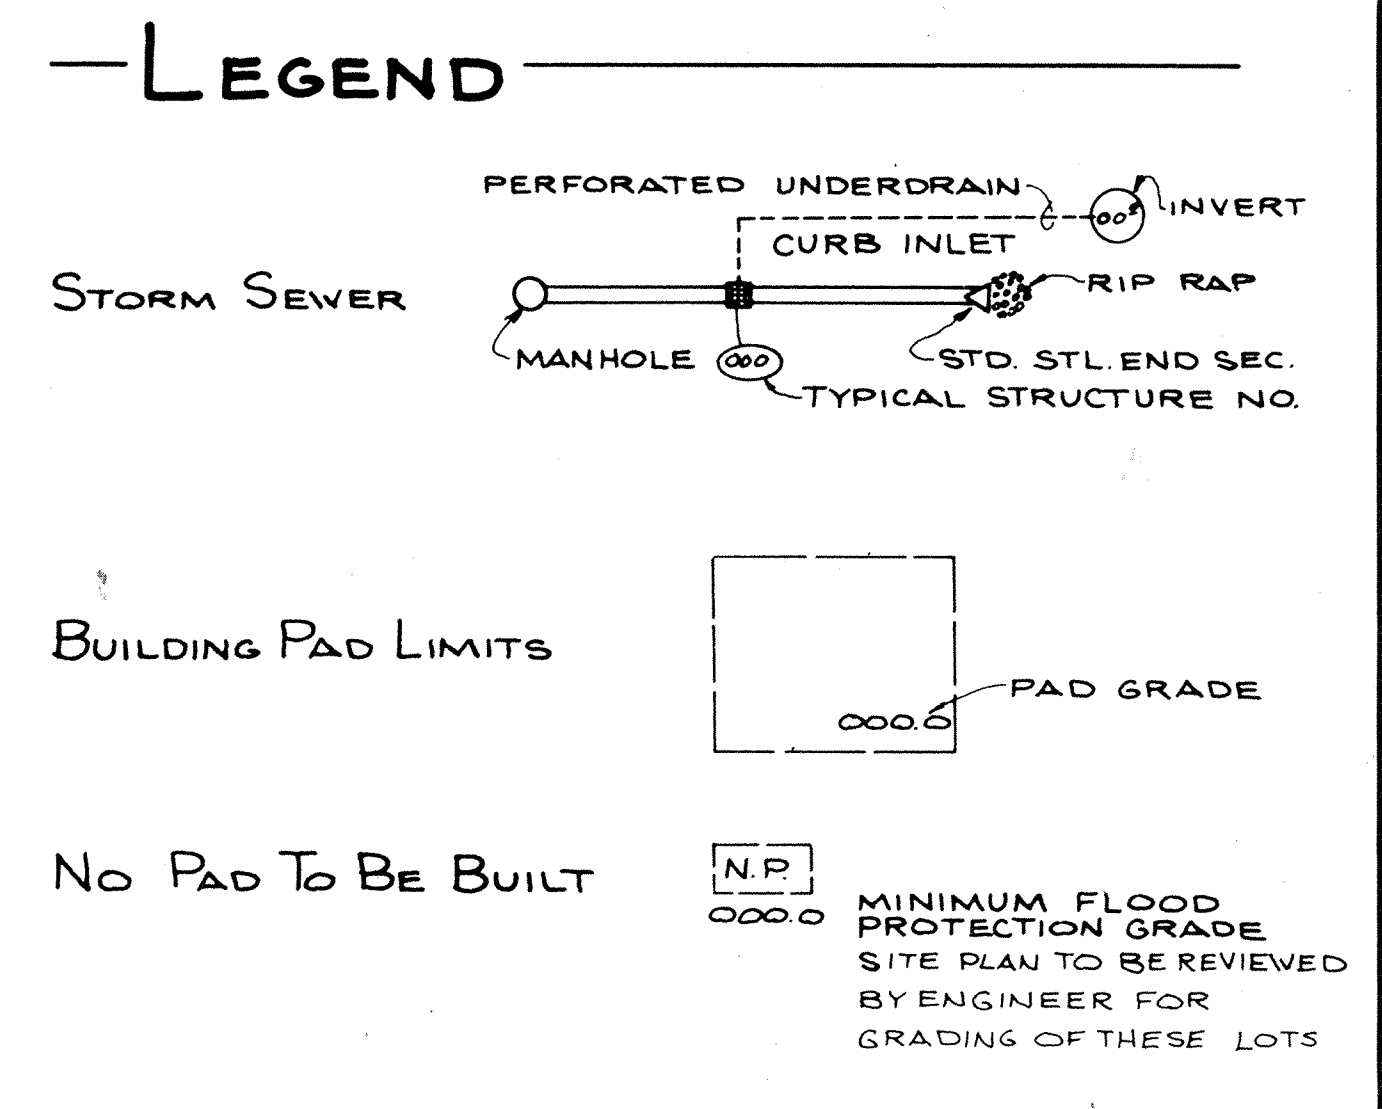 LEGEND
PERFORATED UNDERDRAIN
00²
INVERT
CURB INLET
STORM SEWER
RIP RAP
MANHOLE
000
STD. STL. END SEC.
TYPICAL STRUCTURE NO.
BUILDING PAD LIMITS
PAD GRADE
000.0
NO PAD TO BE BUILT
N.P.
000.0
MINIMUM FLOOD
PROTECTION GRADE
SITE PLAN TO BE REVIEWED
BY ENGINEER FOR
GRADING OF THESE LOTS